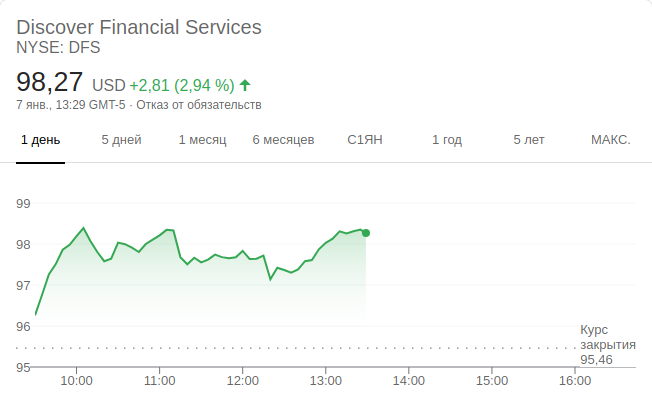 Discover Financial Services
NYSE: DFS
98,27 USD +2,81 (2,94 %)
7 янв., 13:29 GMT-5 · Отказ от обязательств
1 день 5 дней 1 месяц 6 месяцев С1ЯН 1 год 5 лет МАКС.
99
98
97
96
Курс
закрытия
95,46
95
10:00 11:00 12:00 13:00 14:00 15:00 16:00